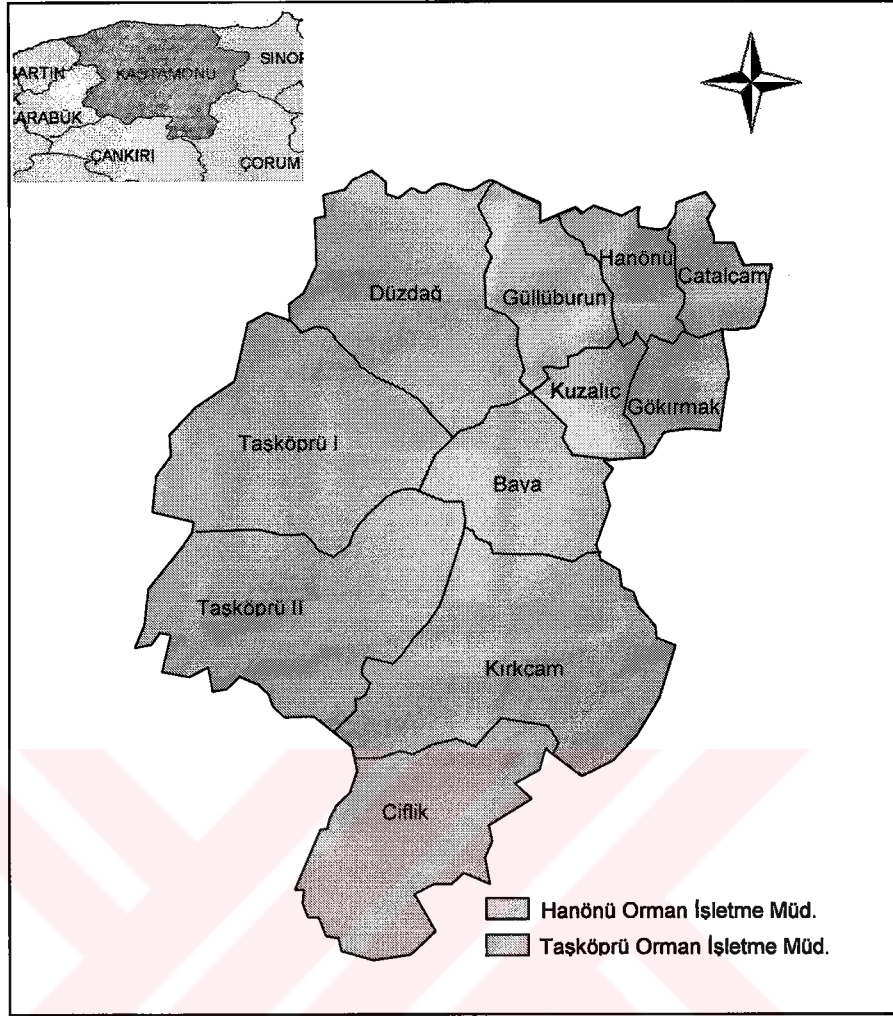 SINOP
KASTAMONU
ARTIN
ARABÜK
ÇANKIRI
ÇORUM
Hanönü
Catalçam
Düzdağ
Güllüburun
Kuzalıc
Gökırmak
Taşköprü I
Baya
Taşköprü II
Kırkçam
Ciflik
Hanönü Orman İşletme Müd.
Taşköprü Orman İşletme Müd.